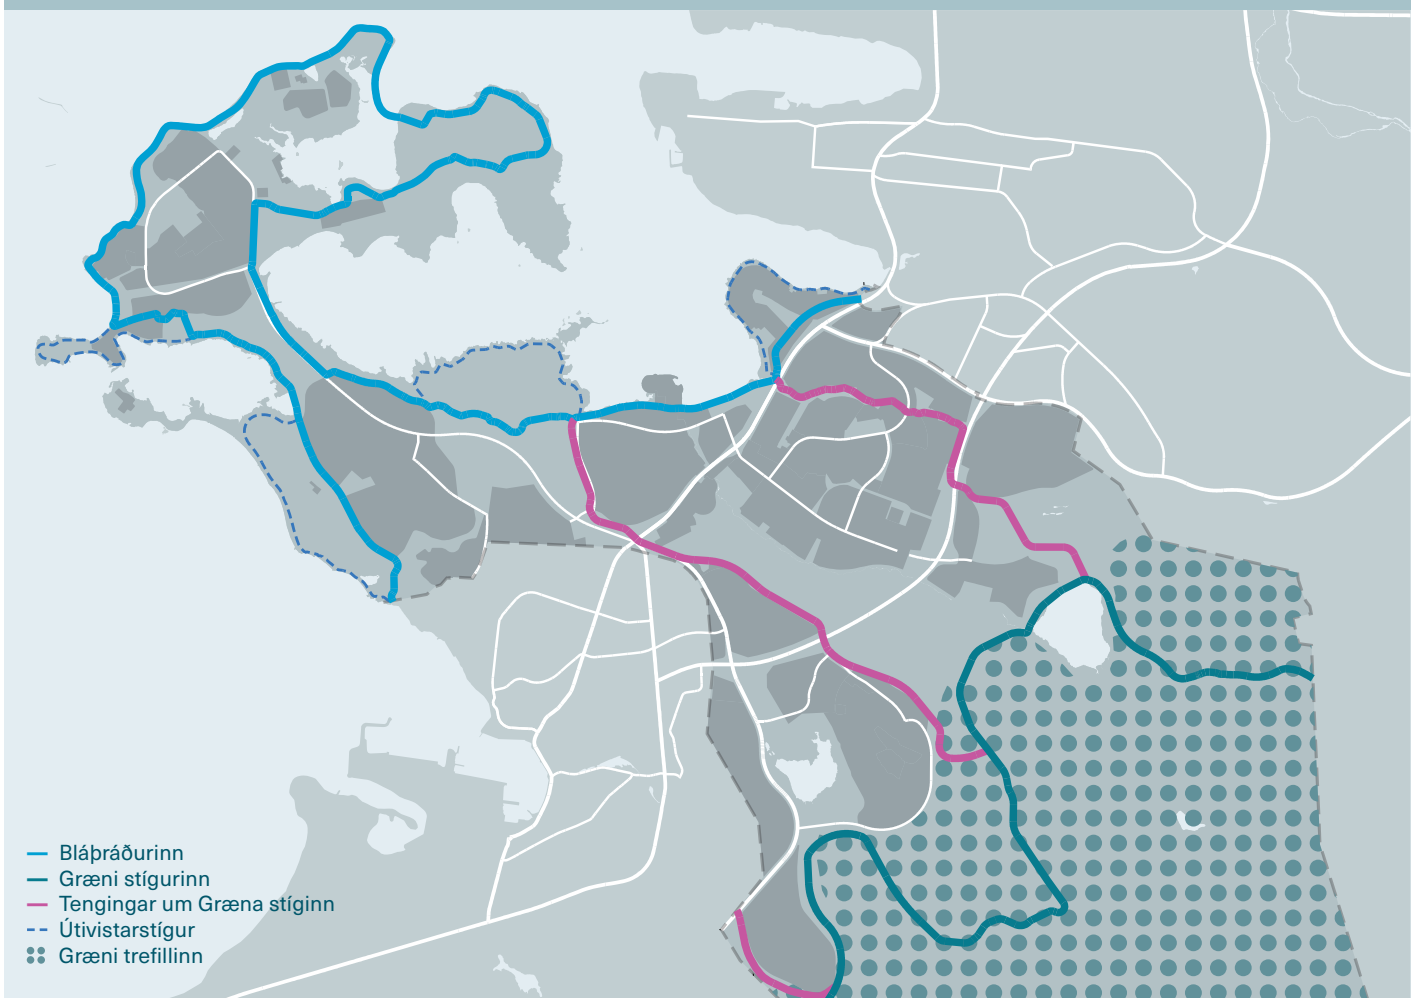 Bláþráðurinn
Græni stígurinn
Tengingar um Græna stíginn
Útivistarstígur
Græni trefillinn